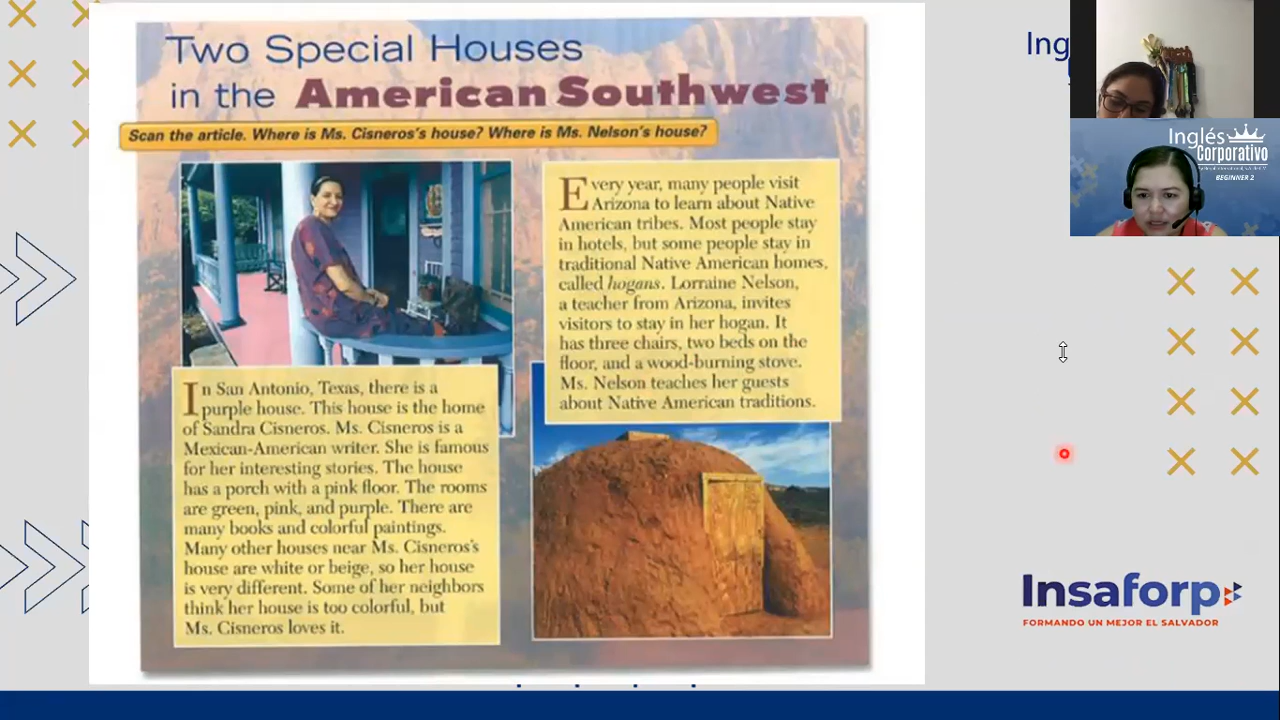 Two Special Houses
in the American Southwest
Scan the article. Where is Ms. Cisneros's house? Where is Ms. Nelson's house?
In San Antonio, Texas, there is a
purple house. This house is the home
of Sandra Cisneros. Ms. Cisneros is a
Mexican-American writer. She is famous
for her interesting stories. The house
has a porch with a pink floor. The rooms
are green, pink, and purple. There are
many books and colorful paintings.
Many other houses near Ms. Cisneros's
house are white or beige, so her house
is very different. Some of her neighbors
think her house is too colorful, but
Ms. Cisneros loves it.
Every year, many people visit
Arizona to learn about Native
American tribes. Most people stay
in hotels, but some people stay in
traditional Native American homes,
called hogans. Lorraine Nelson,
a teacher from Arizona, invites
visitors to stay in her hogan. It
has three chairs, two beds on the
floor, and a wood-burning stove.
Ms. Nelson teaches her guests
about Native American traditions.
Ing
Inglés
Corporativo
BEGINNER 2
Insaforp
FORMANDO UN MEJOR EL SALVADOR